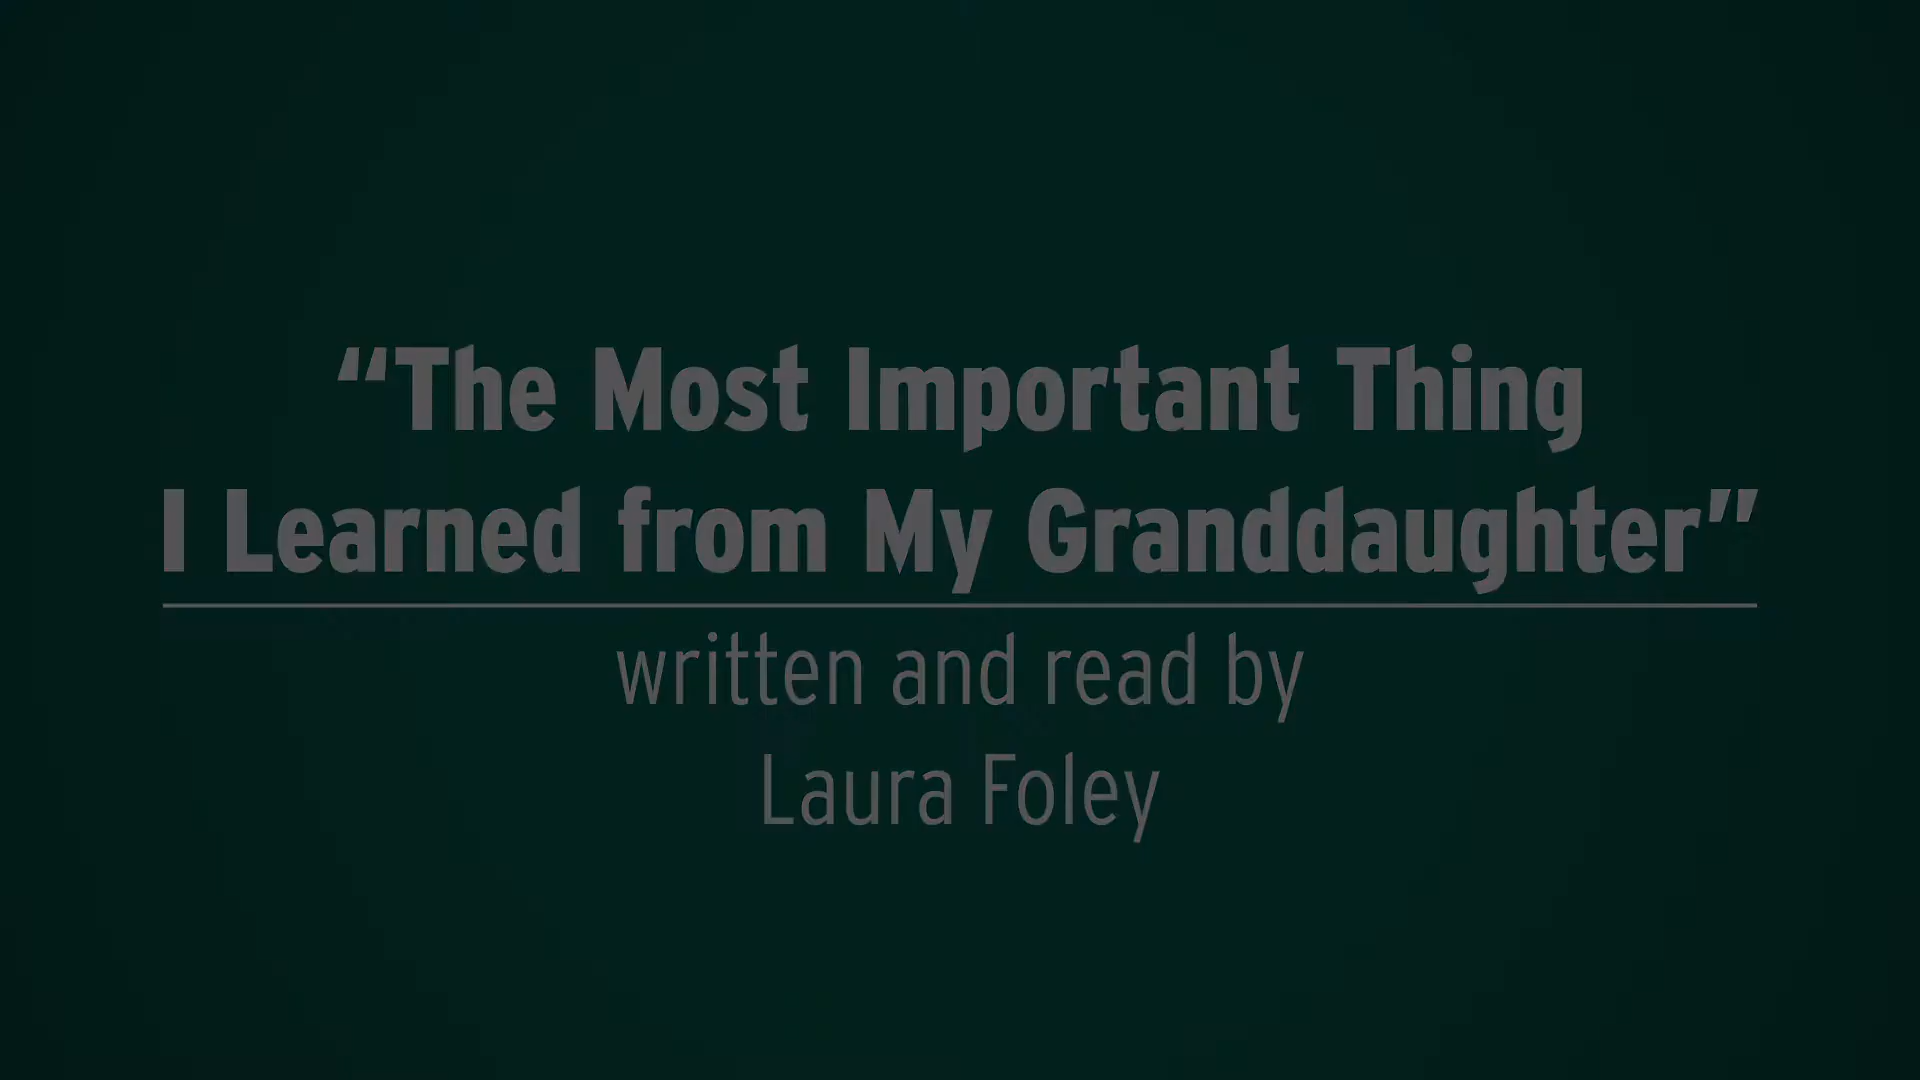 “The Most Important Thing
I Learned from My Granddaughter”
written and read by
Laura Foley